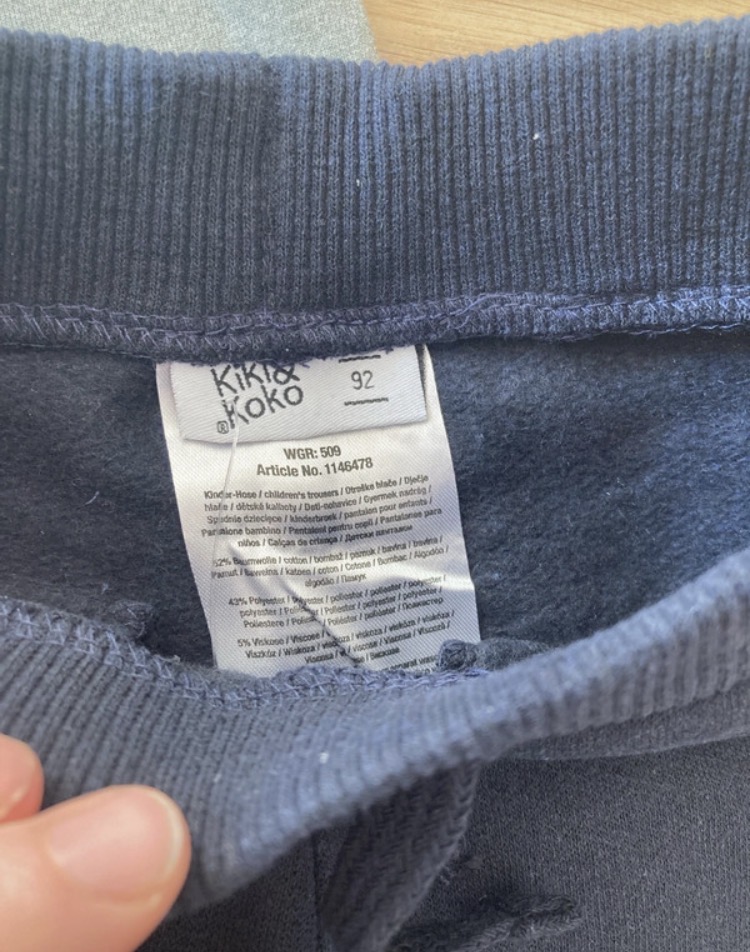 Kiki&
Koko
®
92
WGR: 509
Article No. 1146478
Kinder-Hose / children's trousers / Otroške hlače / Dječje
hlače / dětské kalhoty / Deti-nohavice / Gyermek nadrág /
Spodnie dziecięce / kinderbroek / pantalon pour enfants /
Pantalone bambino / Pantaloni pentru copii / Pantalones para
niños / Calças de criança / Детски панталони
52% Baumwolle / cotton / bombaž / pamuk / bavlna / bavlna /
Pamut / Bawełna / katoen / coton / Cotone / Bumbac / Algodón /
algodão / Памук
43% Polyester / polyester / poliester / poliester / polyester /
polyester / Poliészter / Poliester / polyester / polyester /
Poliestere / Poliester / Poliéster / poliéster / Полиестер
5% Viskose / Viscose / viskoza / viskoza / viskóza / viskóza /
Viszkóz / Wiskoza / viscose / viscose / Viscosa / Viscoză /
Viscosa / viscose / Вискоза